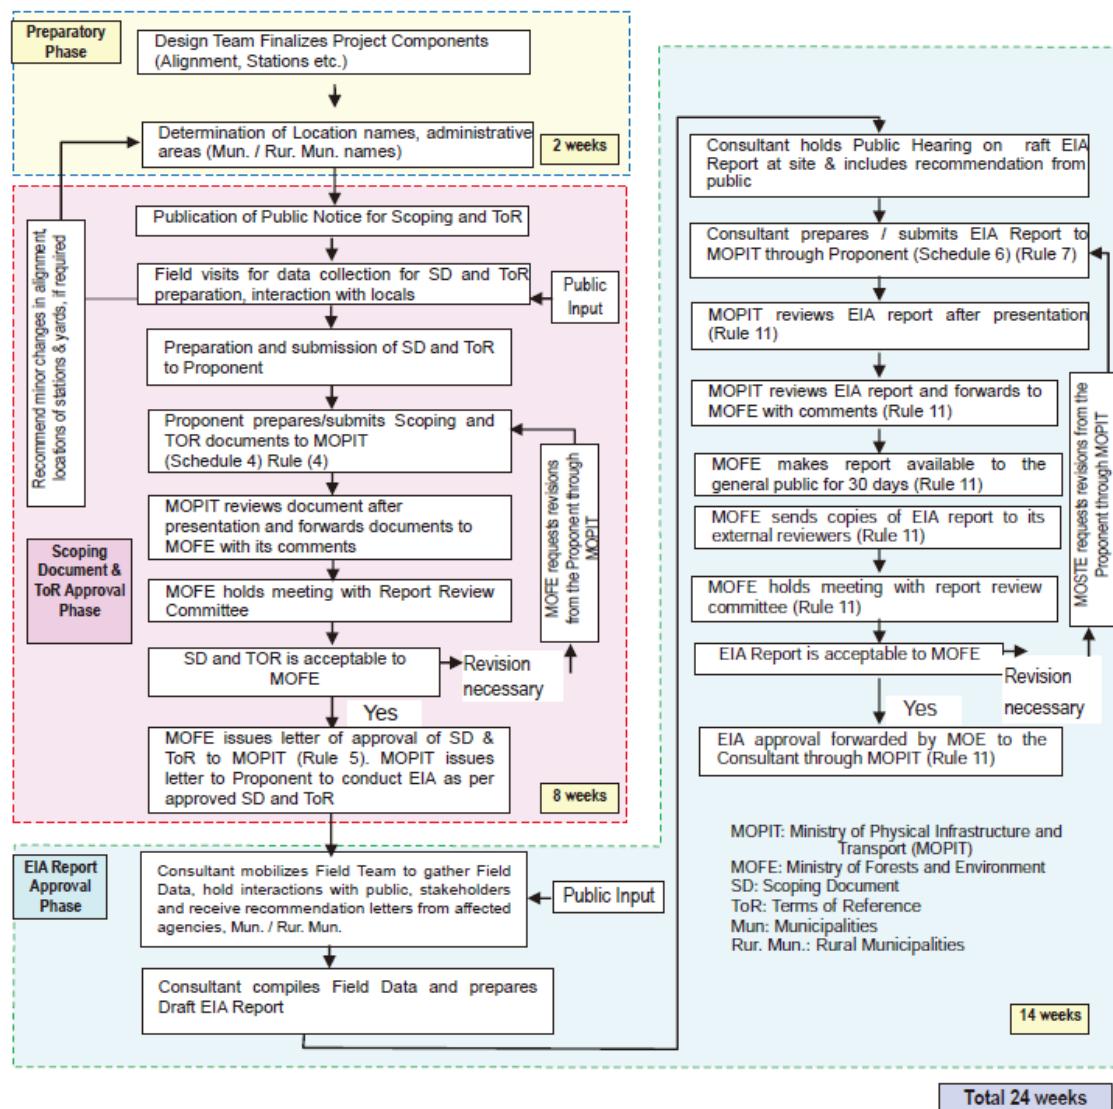 Preparatory
Phase
Design Team Finalizes Project Components
(Alignment, Stations etc.)
Determination of Location names, administrative
areas (Mun. / Rur. Mun. names)
2 weeks
Publication of Public Notice for Scoping and ToR
Field visits for data collection for SD and ToR
preparation, interaction with locals
Public
Input
Recommend minor changes in alignment,
locations of stations & yards, if required
Preparation and submission of SD and ToR
to Proponent
Proponent prepares/submits Scoping and
TOR documents to MOPIT
(Schedule 4) Rule (4)
MOPIT reviews document after
presentation and forwards documents to
MOFE with its comments
MOFE requests revisions
from the Proponent through
MOPIT
Scoping
Document &
ToR Approval
Phase
MOFE holds meeting with Report Review
Committee
SD and TOR is acceptable to
MOFE
Revision
necessary
Yes
MOFE issues letter of approval of SD &
ToR to MOPIT (Rule 5). MOPIT issues
letter to Proponent to conduct EIA as per
approved SD and ToR
8 weeks
EIA Report
Approval
Phase
Consultant mobilizes Field Team to gather Field
Data, hold interactions with public, stakeholders
and receive recommendation letters from affected
agencies, Mun. / Rur. Mun.
Public Input
Consultant compiles Field Data and prepares
Draft EIA Report
Consultant holds Public Hearing on raft EIA
Report at site & includes recommendation from
public
Consultant prepares / submits EIA Report to
MOPIT through Proponent (Schedule 6) (Rule 7)
MOPIT reviews EIA report after presentation
(Rule 11)
MOPIT reviews EIA report and forwards to
MOFE with comments (Rule 11)
MOFE makes report available to the
general public for 30 days (Rule 11)
MOFE sends copies of EIA report to its
external reviewers (Rule 11)
MOFE holds meeting with report review
committee (Rule 11)
MOSTE requests revisions from the
Proponent through MOPIT
EIA Report is acceptable to MOFE
Revision
necessary
Yes
EIA approval forwarded by MOE to the
Consultant through MOPIT (Rule 11)
MOPIT: Ministry of Physical Infrastructure and
Transport (MOPIT)
MOFE: Ministry of Forests and Environment
SD: Scoping Document
ToR: Terms of Reference
Mun: Municipalities
Rur. Mun.: Rural Municipalities
14 weeks
Total 24 weeks